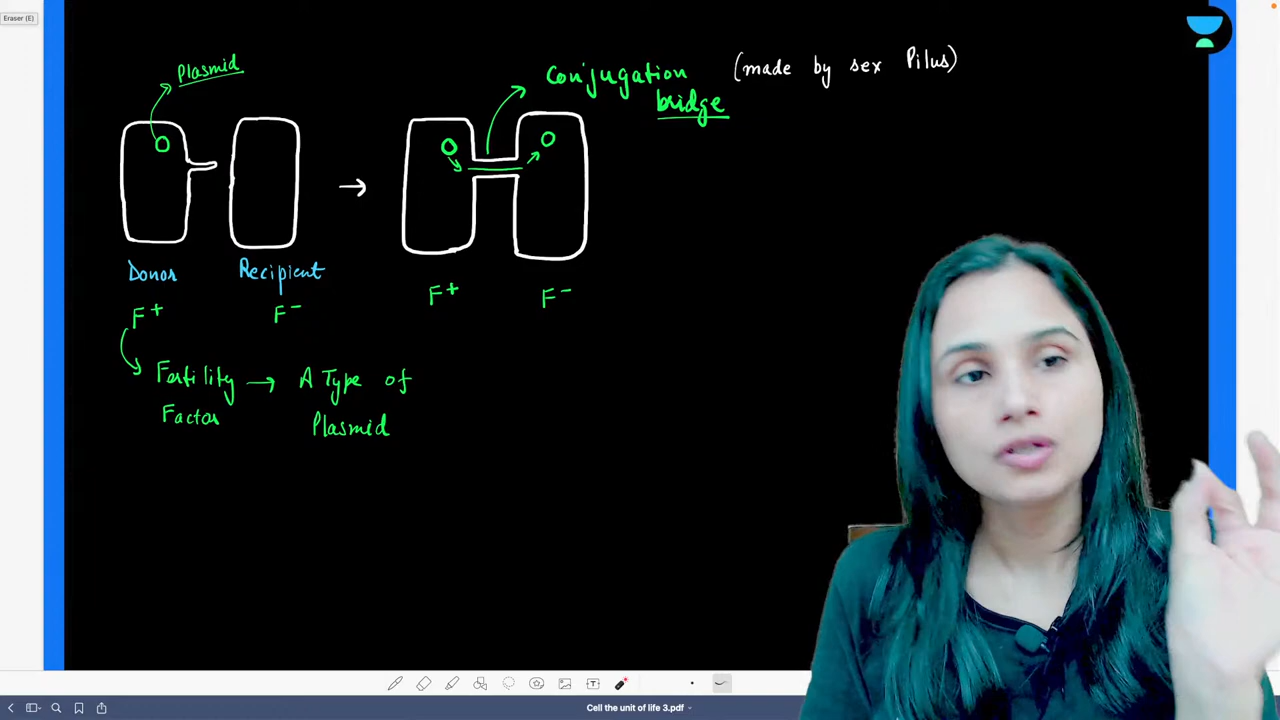 Eraser (E)
Plasmid
Conjugation (made by sex Pilus)
bridge
Donor Recipient
F+ F-
F+ F-
Fertility → A Type of
Factor Plasmid
Cell the unit of life 3.pdf